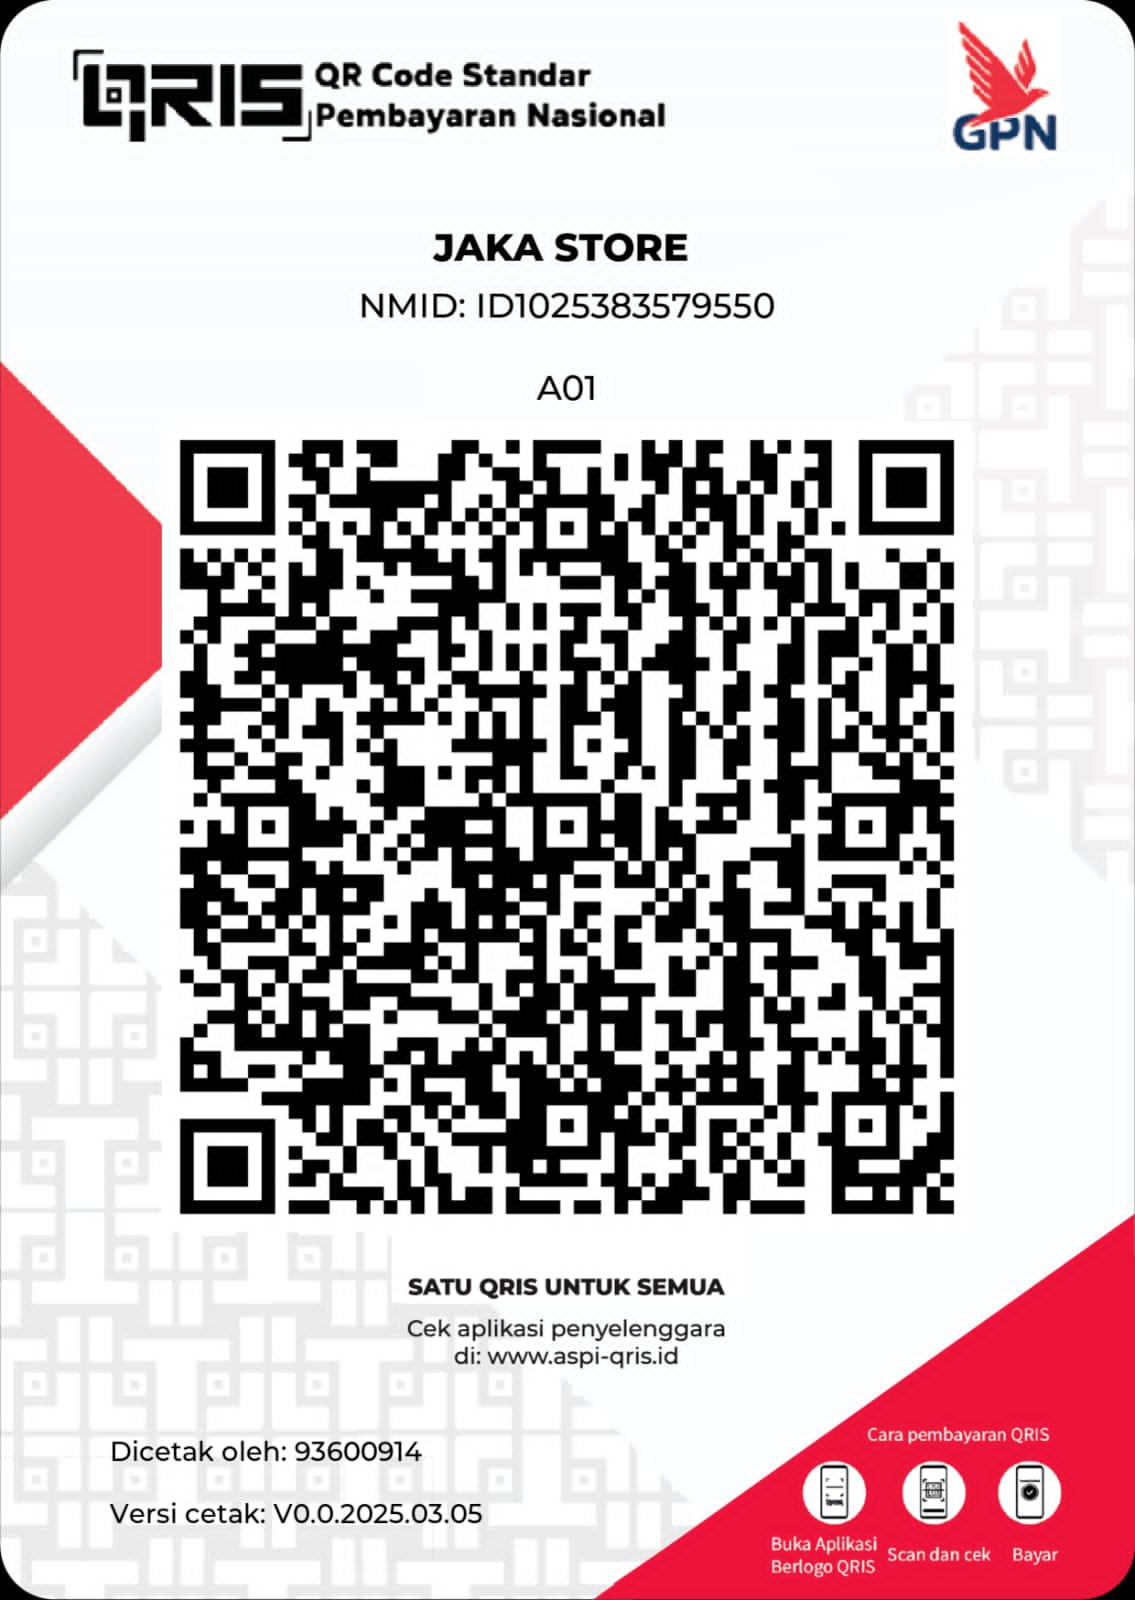 QRIS
QR Code Standar
Pembayaran Nasional
GPN
JAKA STORE
NMID: ID1025383579550
A01
SATU QRIS UNTUK SEMUA
Cek aplikasi penyelenggara
di: www.aspi-qris.id
Dicetak oleh: 93600914
Versi cetak: V0.0.2025.03.05
Cara pembayaran QRIS
Buka Aplikasi
Berlogo QRIS
Scan dan cek
Bayar